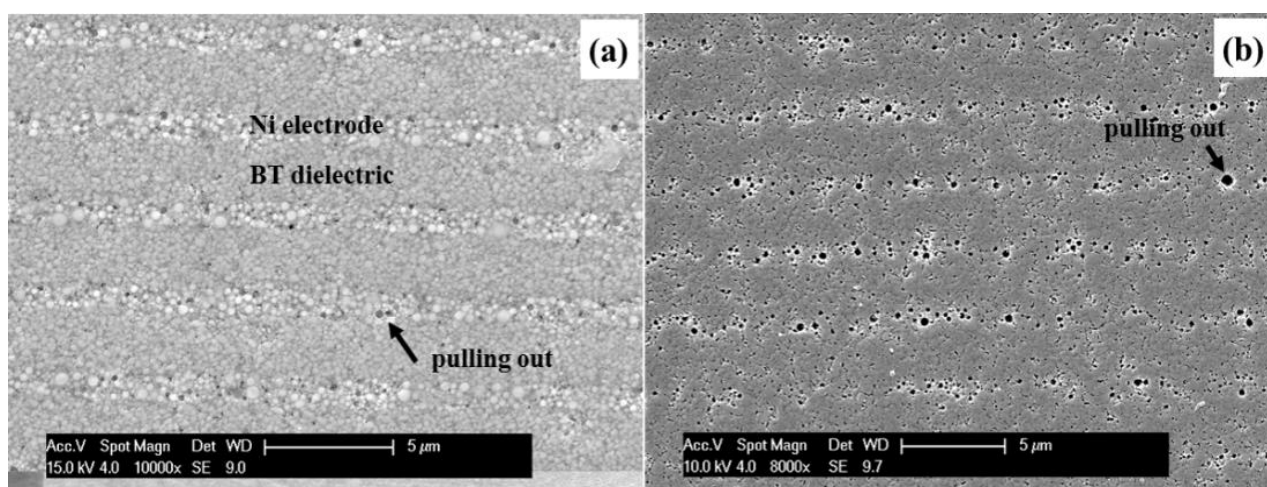 (a)
Ni electrode
BT dielectric
pulling out
Acc.V Spot Magn Det WD 5 μm
15.0 kV 4.0 10000x SE 9.0
(b)
pulling out
Acc.V Spot Magn Det WD 5 μm
10.0 kV 4.0 8000x SE 9.7